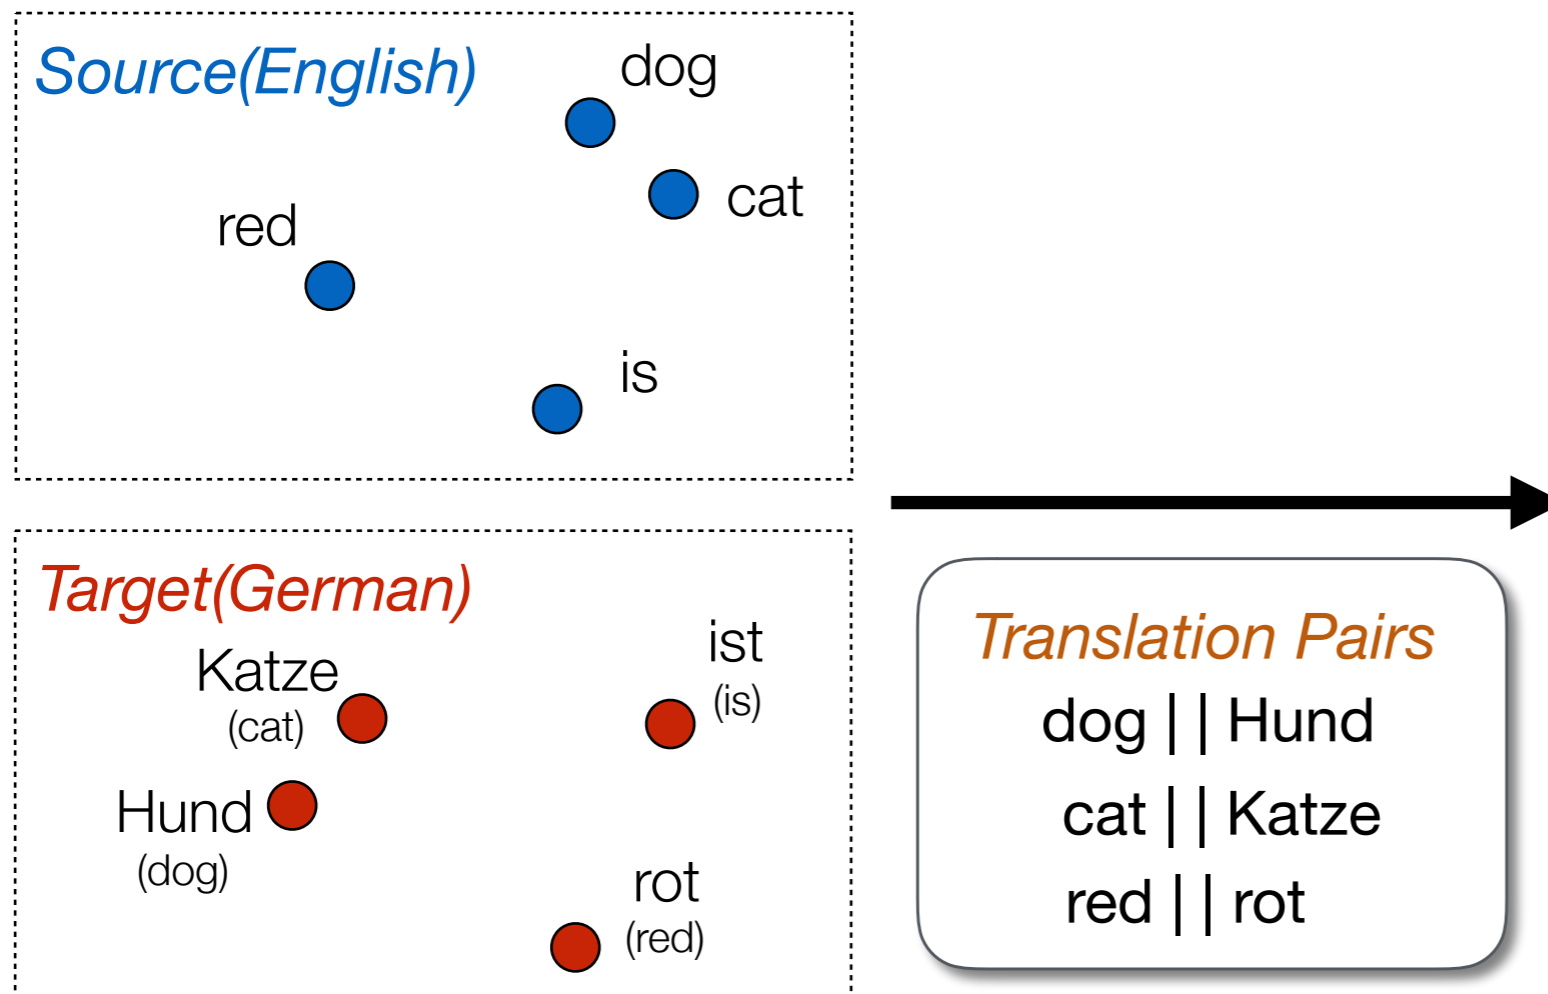 Source(English)
dog
cat
red
is
Target(German)
Katze
(cat)
ist
(is)
Hund
(dog)
rot
(red)
Translation Pairs
dog || Hund
cat || Katze
red || rot